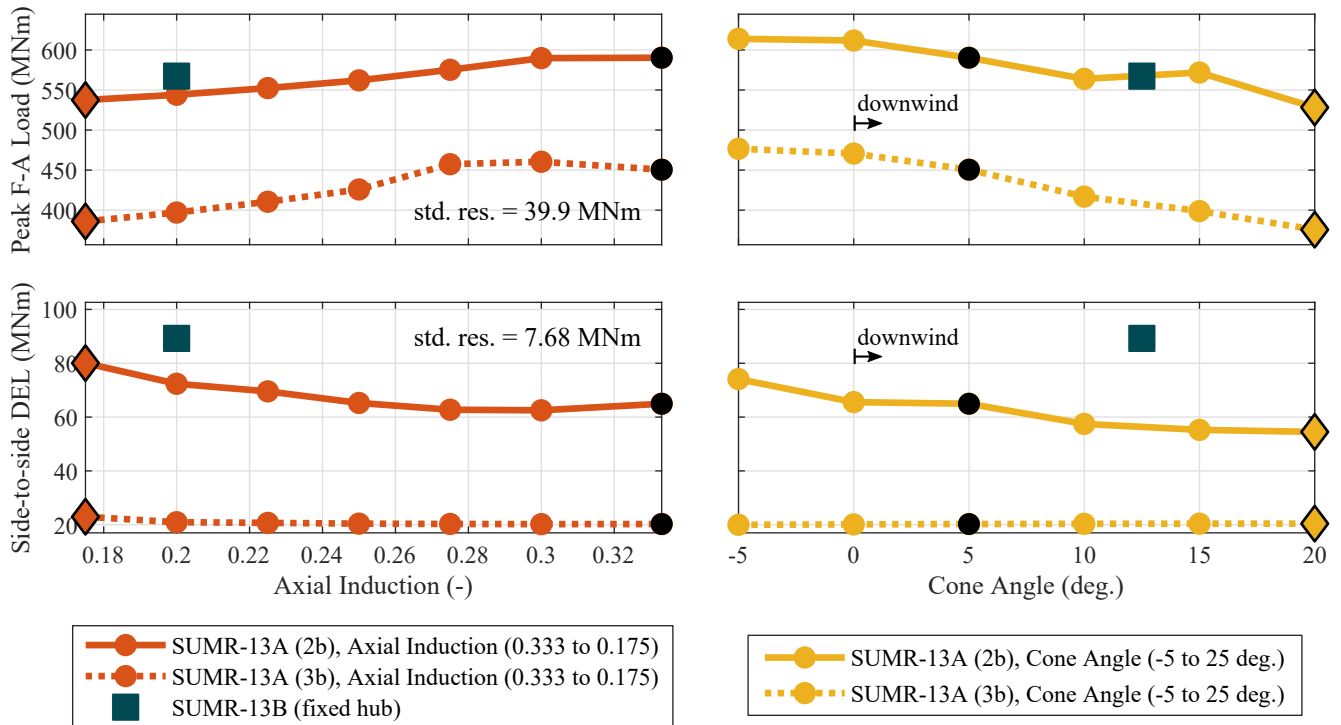 Peak F-A Load (MNm)
600
550
500
450
400
std. res. = 39.9 MNm
downwind
Side-to-side DEL (MNm)
100
80
60
40
20
std. res. = 7.68 MNm
downwind
0.18 0.2 0.22 0.24 0.26 0.28 0.3 0.32
Axial Induction (-)
-5 0 5 10 15 20
Cone Angle (deg.)
SUMR-13A (2b), Axial Induction (0.333 to 0.175)
SUMR-13A (3b), Axial Induction (0.333 to 0.175)
SUMR-13B (fixed hub)
SUMR-13A (2b), Cone Angle (-5 to 25 deg.)
SUMR-13A (3b), Cone Angle (-5 to 25 deg.)